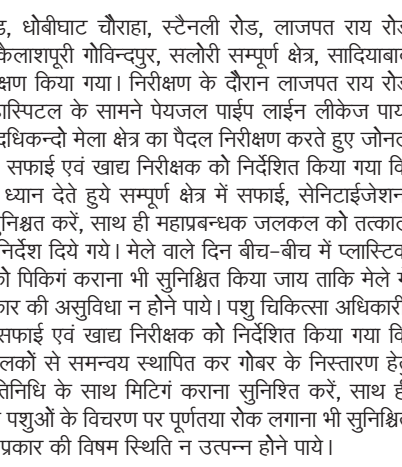 ड, धोबीघाट चौराहा, स्टैनली रोड, लाजपत राय रोड
कैलाशपूरी गोविन्दपुर, सलोरी सम्पूर्ण क्षेत्र, सादियाबाद
क्षण किया गया। निरीक्षण के दौरान लाजपत राय रोड
हास्पिटल के सामने पेयजल पाईप लाईन लीकेज पाय
दधिकन्दो मेला क्षेत्र का पैदल निरीक्षण करते हुए जोनल
सफाई एवं खाद्य निरीक्षक को निर्देशित किया गया कि
ध्यान देते हुये सम्पूर्ण क्षेत्र में सफाई, सेनिटाईजेशन
निश्चत करें, साथ ही महाप्रबन्धक जलकल को तत्काल
निर्देश दिये गये। मेले वाले दिन बीच-बीच में प्लास्टिक
को पिकिगं कराना भी सुनिश्चित किया जाय ताकि मेले म
कार की असुविधा न होने पाये। पशु चिकित्सा अधिकारी
सफाई एवं खाद्य निरीक्षक को निर्देशित किया गया कि
लकों से समन्वय स्थापित कर गोबर के निस्तारण हेतु
तिनिधि के साथ मिटिगं कराना सुनिश्ति करें, साथ ही
पशुओं के विचरण पर पूर्णतया रोक लगाना भी सुनिश्चित
प्रकार की विषम स्थिति न उत्पन्न होने पाये।